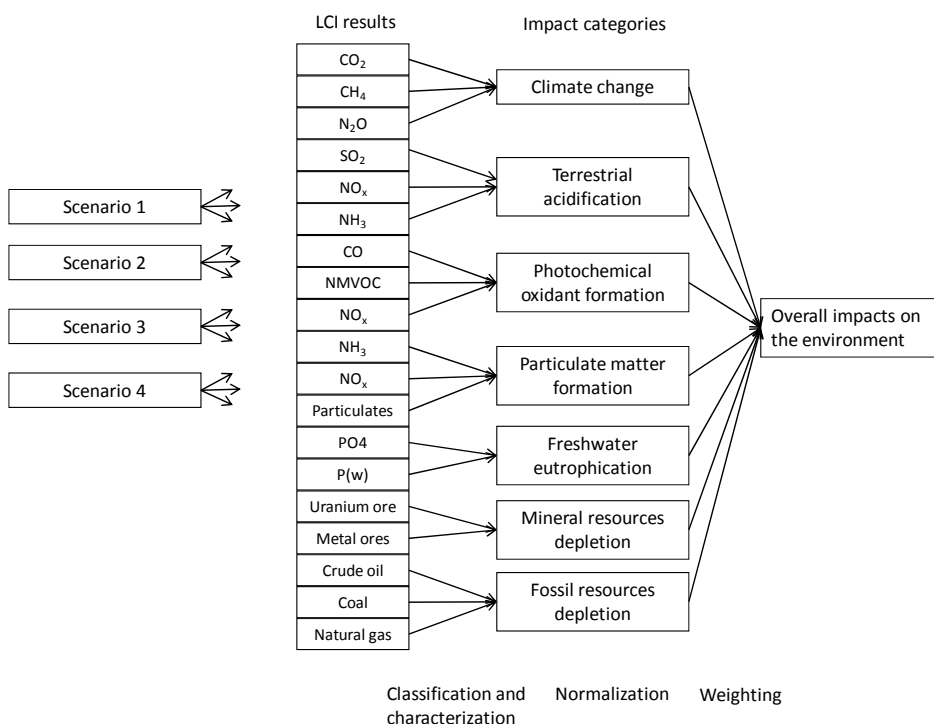 LCI results
Impact categories
CO₂
CH₄
N₂O
SO₂
NOₓ
NH₃
CO
NMVOC
NOₓ
NH₃
NOₓ
Particulates
PO4
P(w)
Uranium ore
Metal ores
Crude oil
Coal
Natural gas
Scenario 1
Scenario 2
Scenario 3
Scenario 4
Climate change
Terrestrial
acidification
Photochemical
oxidant formation
Particulate matter
formation
Freshwater
eutrophication
Mineral resources
depletion
Fossil resources
depletion
Overall impacts on
the environment
Classification and
characterization
Normalization
Weighting